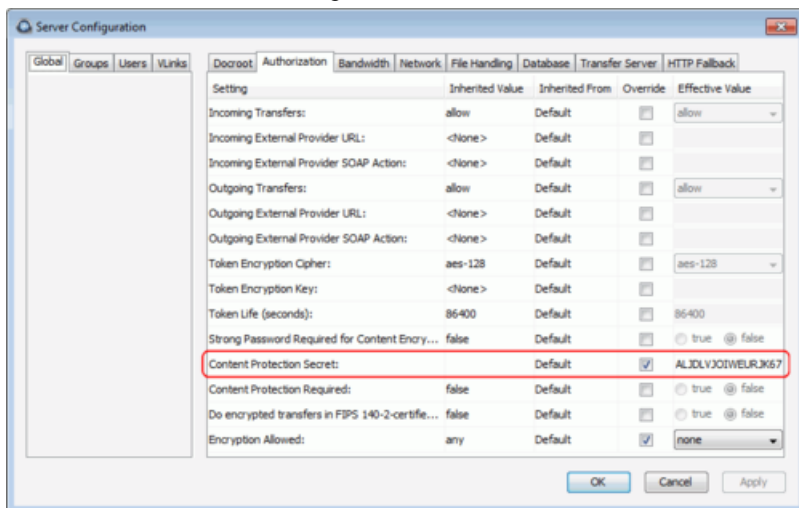 Server Configuration
Global Groups Users VLinks
Docroot Authorization Bandwidth Network File Handling Database Transfer Server HTTP Fallback
Setting Inherited Value Inherited From Override Effective Value
Incoming Transfers: allow Default allow
Incoming External Provider URL: <None> Default
Incoming External Provider SOAP Action: <None> Default
Outgoing Transfers: allow Default allow
Outgoing External Provider URL: <None> Default
Outgoing External Provider SOAP Action: <None> Default
Token Encryption Cipher: aes-128 Default aes-128
Token Encryption Key: <None> Default
Token Life (seconds): 86400 Default 86400
Strong Password Required for Content Encry... false Default true false
Content Protection Secret: Default ALJDLVJOIWEURJK67
Content Protection Required: false Default true false
Do encrypted transfers in FIPS 140-2-certifie... false Default true false
Encryption Allowed: any Default none
OK Cancel Apply